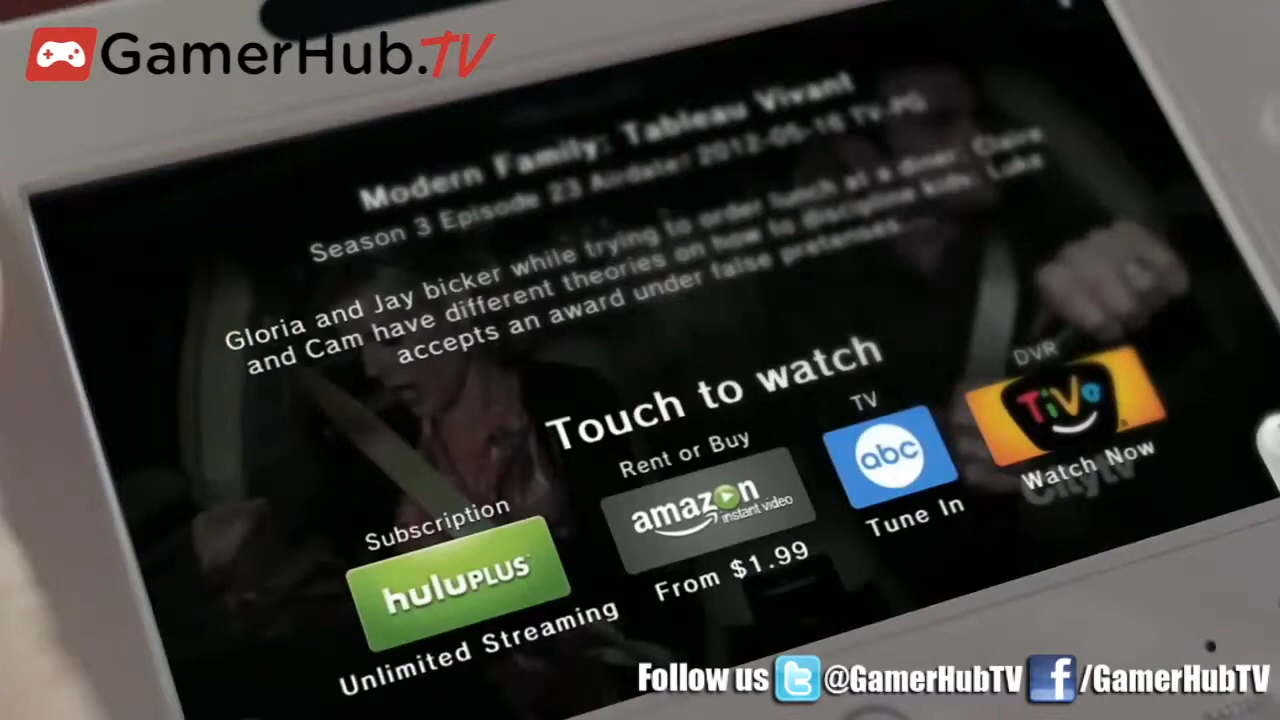 GamerHub.TV
Modern Family: Tableau Vivant
Season 3 Episode 23 Airdate: 2012-05-16 TV-PG
Gloria and Jay bicker while trying to order lunch at a diner. Claire
and Cam have different theories on how to discipline kids. Luke
accepts an award under false pretenses.
Touch to watch
Subscription
huluPLUS
Unlimited Streaming
Rent or Buy
amazon
instant video
From $1.99
TV
abc
Tune In
DVR
TiVo
Watch Now
Citytv
Follow us @GamerHubTV f /GamerHubTV